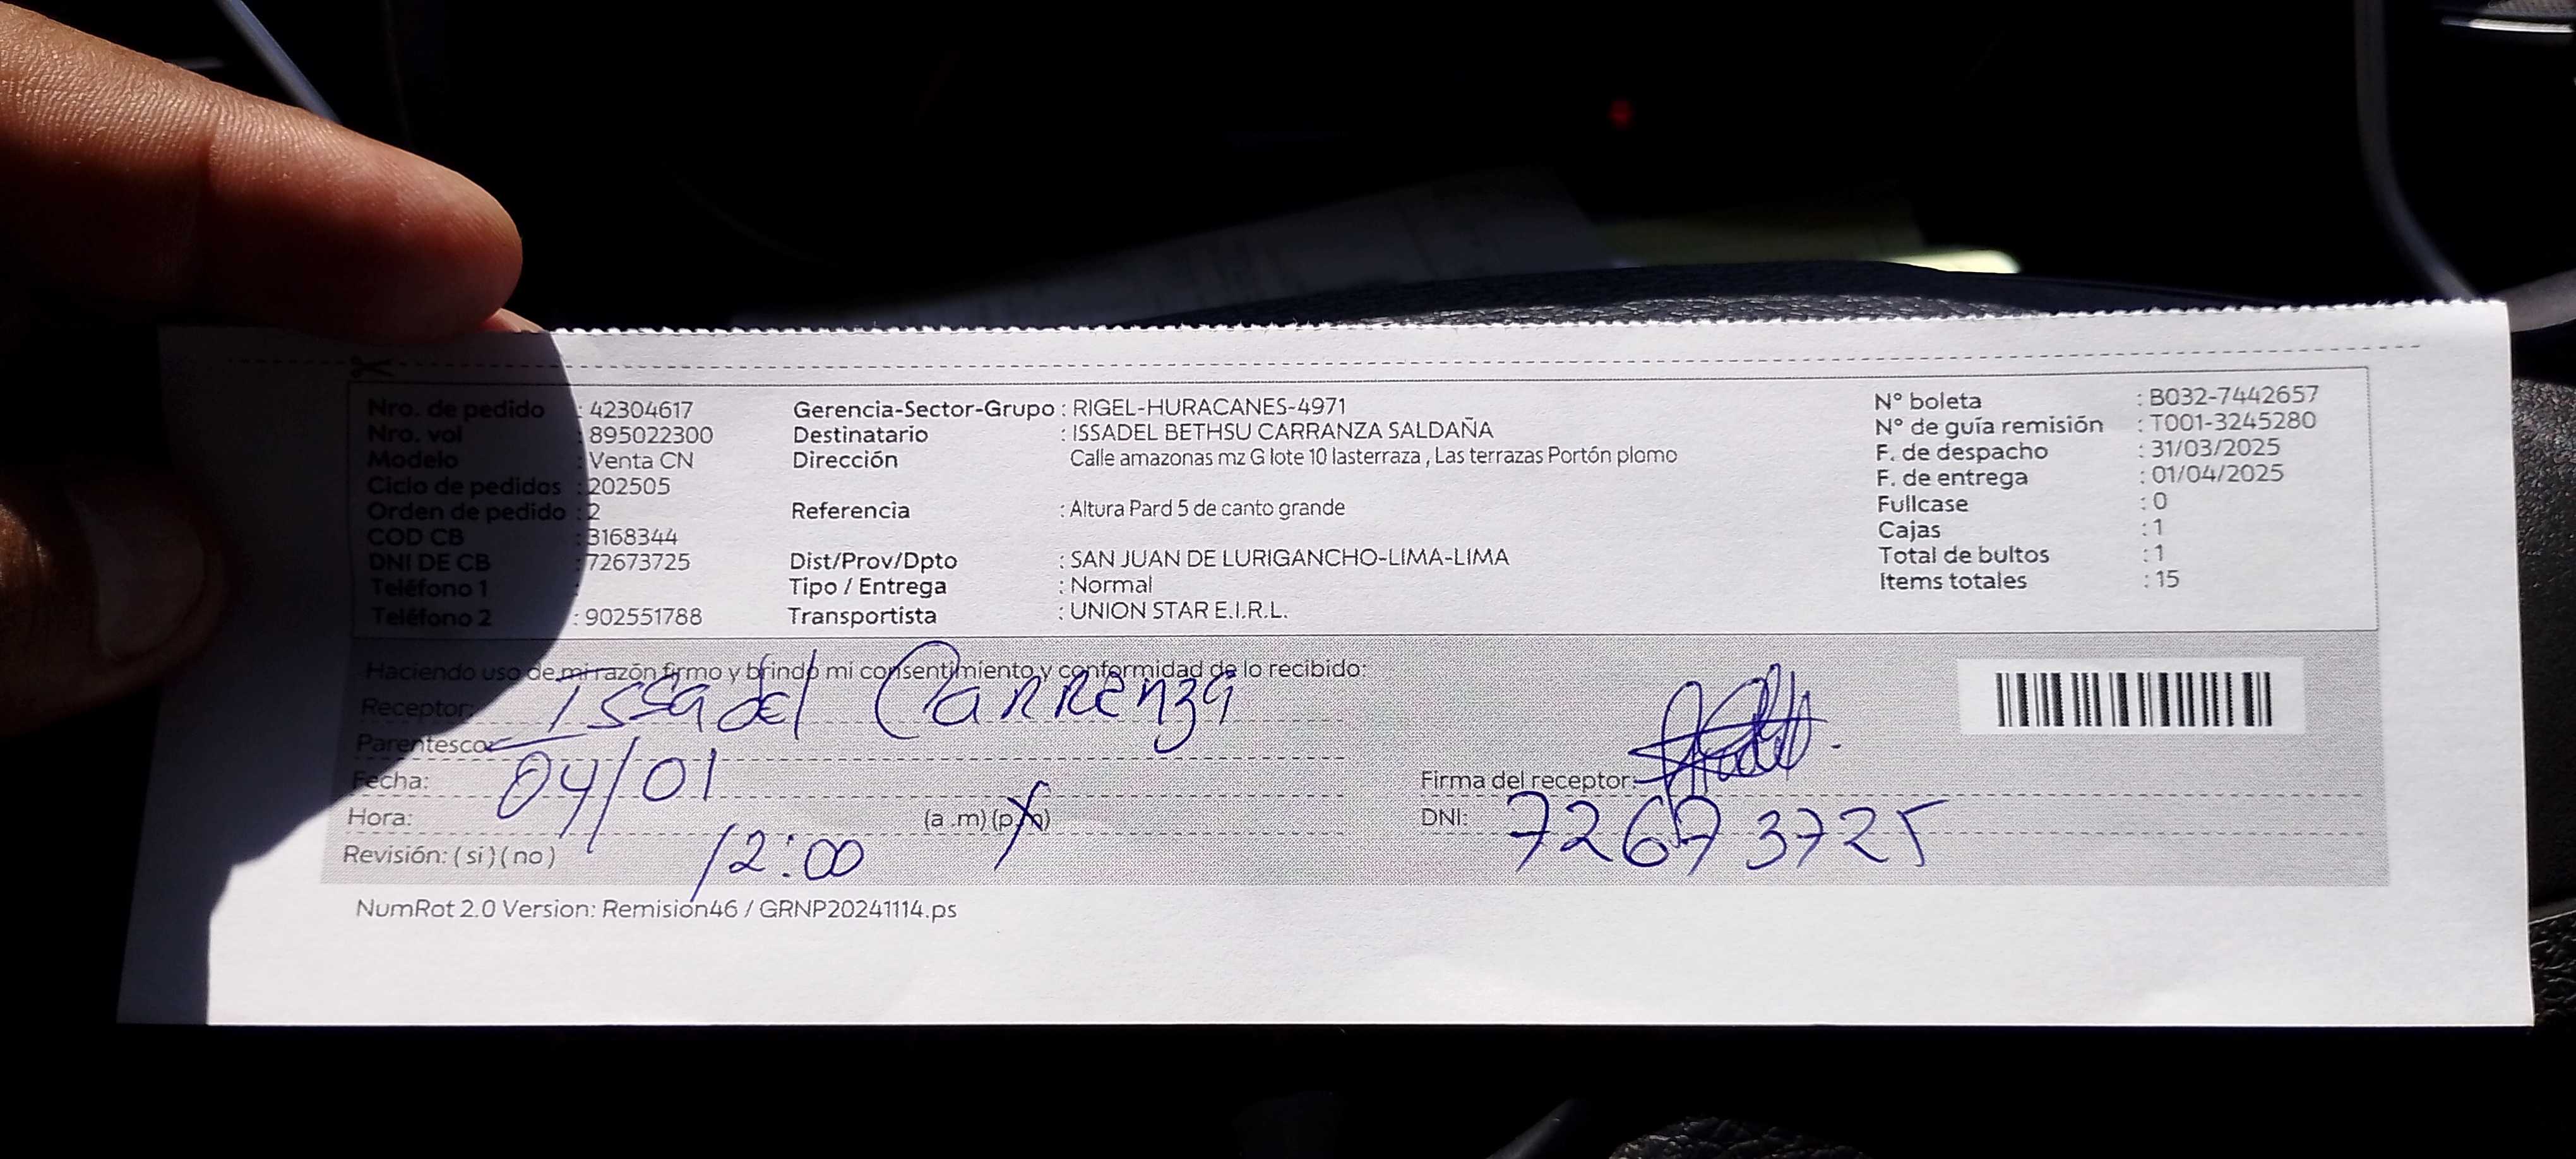 Nro. de pedido : 42304617
Nro. vol : 895022300
Modelo : Venta CN
Ciclo de pedidos : 202505
Orden de pedido : 2
COD CB : 3168344
DNI DE CB : 72673725
Teléfono 1 :
Teléfono 2 : 902551788
Gerencia-Sector-Grupo : RIGEL-HURACANES-4971
Destinatario : ISSADEL BETHSU CARRANZA SALDAÑA
Dirección Calle amazonas mz G lote 10 lasterraza , Las terrazas Portón plomo
Referencia : Altura Pard 5 de canto grande
Dist/Prov/Dpto : SAN JUAN DE LURIGANCHO-LIMA-LIMA
Tipo / Entrega : Normal
Transportista : UNION STAR E.I.R.L.
N° boleta : B032-7442657
N° de guía remisión : T001-3245280
F. de despacho : 31/03/2025
F. de entrega : 01/04/2025
Fullcase : 0
Cajas : 1
Total de bultos : 1
Items totales : 15
Haciendo uso de mi razón firmo y brindo mi consentimiento y conformidad de lo recibido:
Receptor: Issadel Carranza
Parentesco:
Fecha: 04/01
Hora: 12:00 (a .m) (p.m)
Revisión: ( si ) ( no )
Firma del receptor:
DNI: 72673725
NumRot 2.0 Version: Remision46 / GRNP20241114.ps